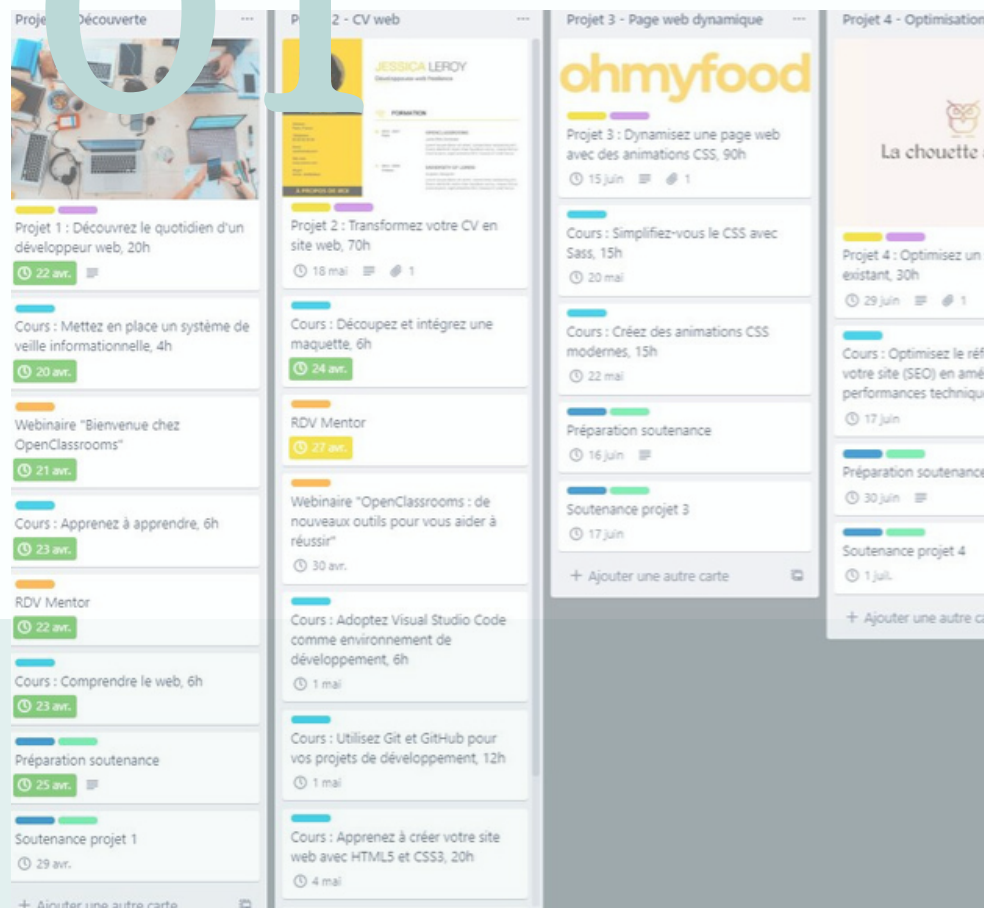 01
Proje
Découverte
Projet 1 : Découvrez le quotidien d'un
développeur web, 20h
22 avr.
Cours : Mettez en place un système de
veille informationnelle, 4h
20 avr.
Webinaire "Bienvenue chez
OpenClassrooms"
21 avr.
Cours : Apprenez à apprendre, 6h
23 avr.
RDV Mentor
22 avr.
Cours : Comprendre le web, 6h
23 avr.
Préparation soutenance
25 avr.
Soutenance projet 1
29 avr.
+ Ajouter une autre carte
P
2 - CV web
JESSICA LEROY
Développeuse web freelance
FORMATION
OPENCLASSROOMS
À PROPOS DE MOI
Projet 2 : Transformez votre CV en
site web, 70h
18 mai 1
Cours : Découpez et intégrez une
maquette, 6h
24 avr.
RDV Mentor
27 avr.
Webinaire "OpenClassrooms : de
nouveaux outils pour vous aider à
réussir"
30 avr.
Cours : Adoptez Visual Studio Code
comme environnement de
développement, 6h
1 mai
Cours : Utilisez Git et GitHub pour
vos projets de développement, 12h
1 mai
Cours : Apprenez à créer votre site
web avec HTML5 et CSS3, 20h
4 mai
Projet 3 - Page web dynamique
ohmyfood
Projet 3 : Dynamisez une page web
avec des animations CSS, 90h
15 juin 1
Cours : Simplifiez-vous le CSS avec
Sass, 15h
20 mai
Cours : Créez des animations CSS
modernes, 15h
22 mai
Préparation soutenance
16 juin
Soutenance projet 3
17 juin
+ Ajouter une autre carte
Projet 4 - Optimisation
La chouette
Projet 4 : Optimisez un
existant, 30h
29 juin 1
Cours : Optimisez le réf
votre site (SEO) en amé
performances technique
17 juin
Préparation soutenance
30 juin
Soutenance projet 4
1 juil.
+ Ajouter une autre ca